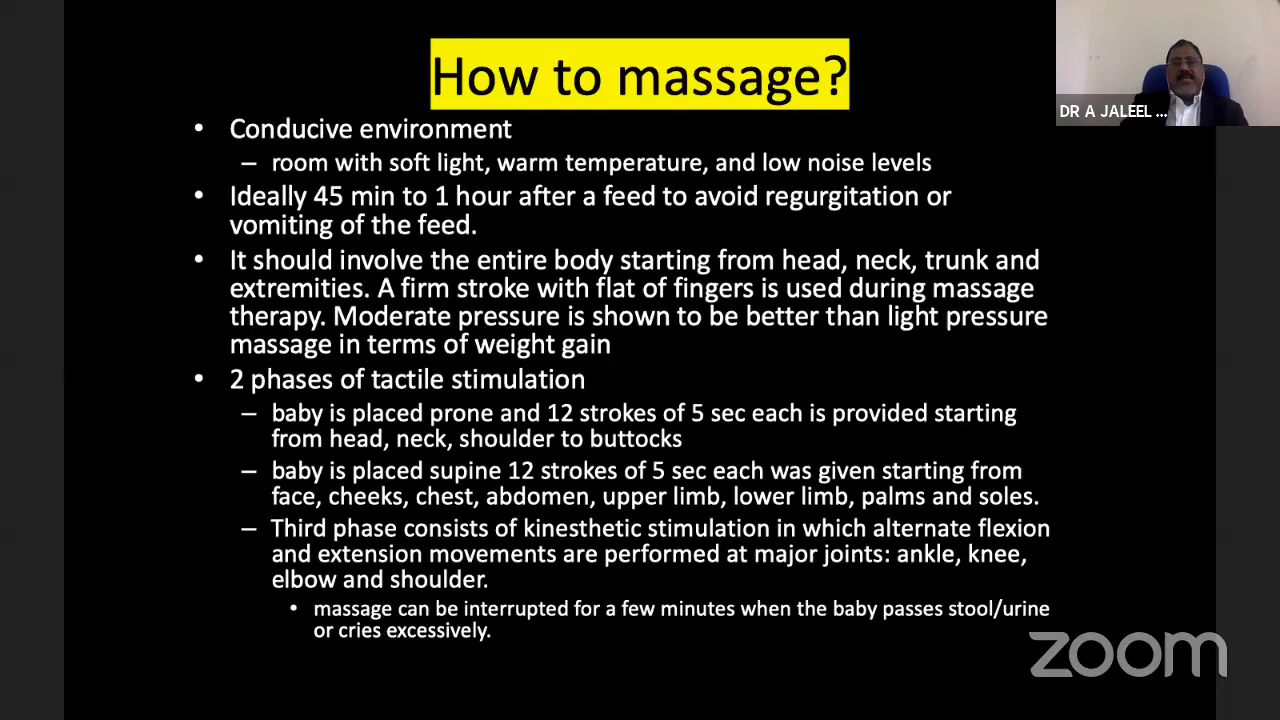 How to massage?
DR A JALEEL ...
• Conducive environment
– room with soft light, warm temperature, and low noise levels
• Ideally 45 min to 1 hour after a feed to avoid regurgitation or
vomiting of the feed.
• It should involve the entire body starting from head, neck, trunk and
extremities. A firm stroke with flat of fingers is used during massage
therapy. Moderate pressure is shown to be better than light pressure
massage in terms of weight gain
• 2 phases of tactile stimulation
– baby is placed prone and 12 strokes of 5 sec each is provided starting
from head, neck, shoulder to buttocks
– baby is placed supine 12 strokes of 5 sec each was given starting from
face, cheeks, chest, abdomen, upper limb, lower limb, palms and soles.
– Third phase consists of kinesthetic stimulation in which alternate flexion
and extension movements are performed at major joints: ankle, knee,
elbow and shoulder.
• massage can be interrupted for a few minutes when the baby passes stool/urine
or cries excessively.
zoom